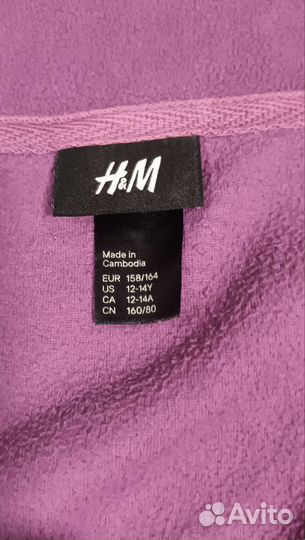 H&M
Made in
Cambodia
EUR 158/164
US 12-14Y
CA 12-14A
CN 160/80
Avito